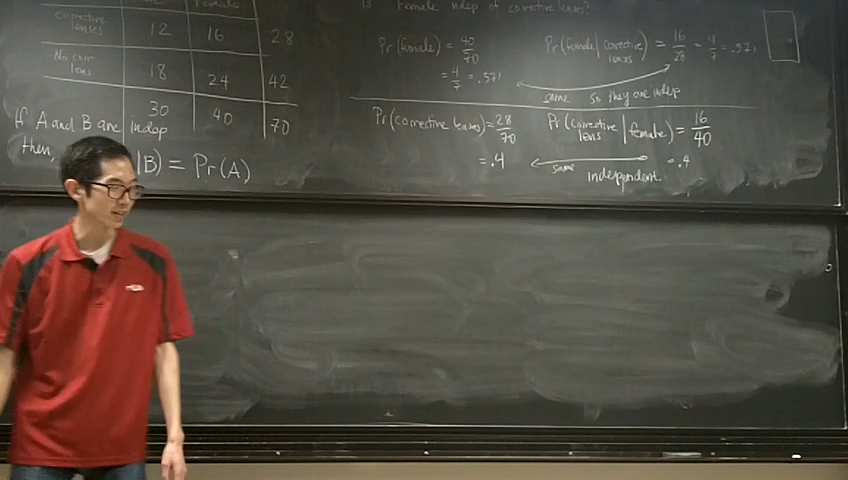 Female
corrective
lenses 12 16 28
No corr
lens 18 24 42
30 40 70
If A and B are indep
then, |B) = Pr(A)
Is Female indep of corrective lenses?
Pr(female) = 40/70
= 4/7 = .571
Pr(female | corrective lenses) = 16/28 = 4/7 = .571
same so they are indep
Pr(corrective lenses) = 28/70
= .4
Pr(corrective lens | female) = 16/40
= .4
same
independent.